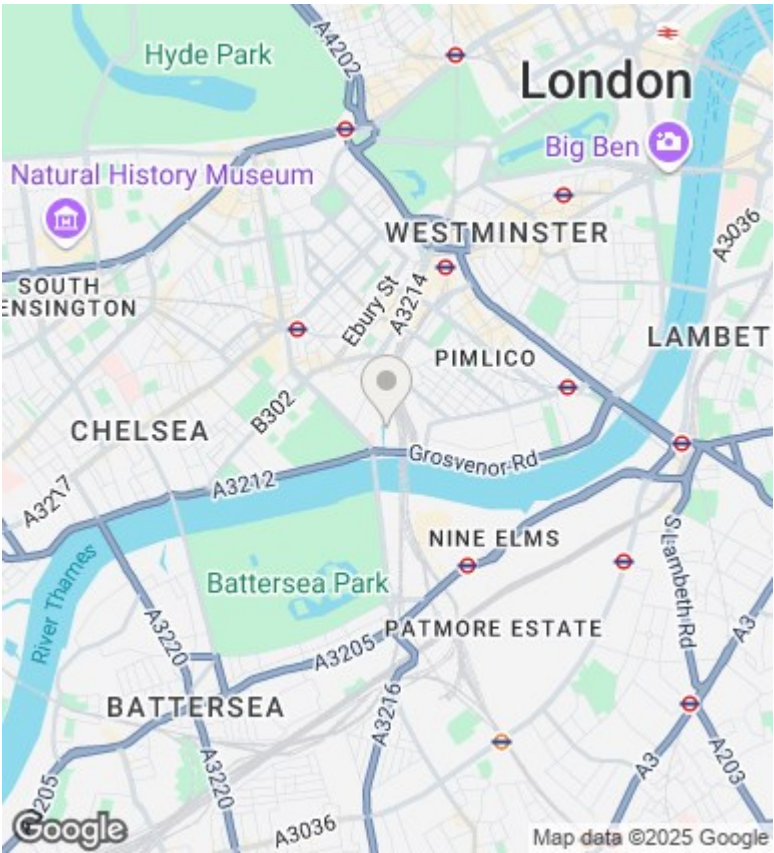 A4202
Hyde Park
London
Big Ben
Natural History Museum
WESTMINSTER
A3036
SOUTH
ENSINGTON
Ebury St
A3214
LAMBET
PIMLICO
B302
CHELSEA
Grosvenor Rd
A3212
A3217
NINE ELMS
S Lambeth Rd
River Thames
Battersea Park
A3220
PATMORE ESTATE
A3
A3205
BATTERSEA
A3216
A3220
A3
A203
205
Google
A3036
Map data ©2025 Google